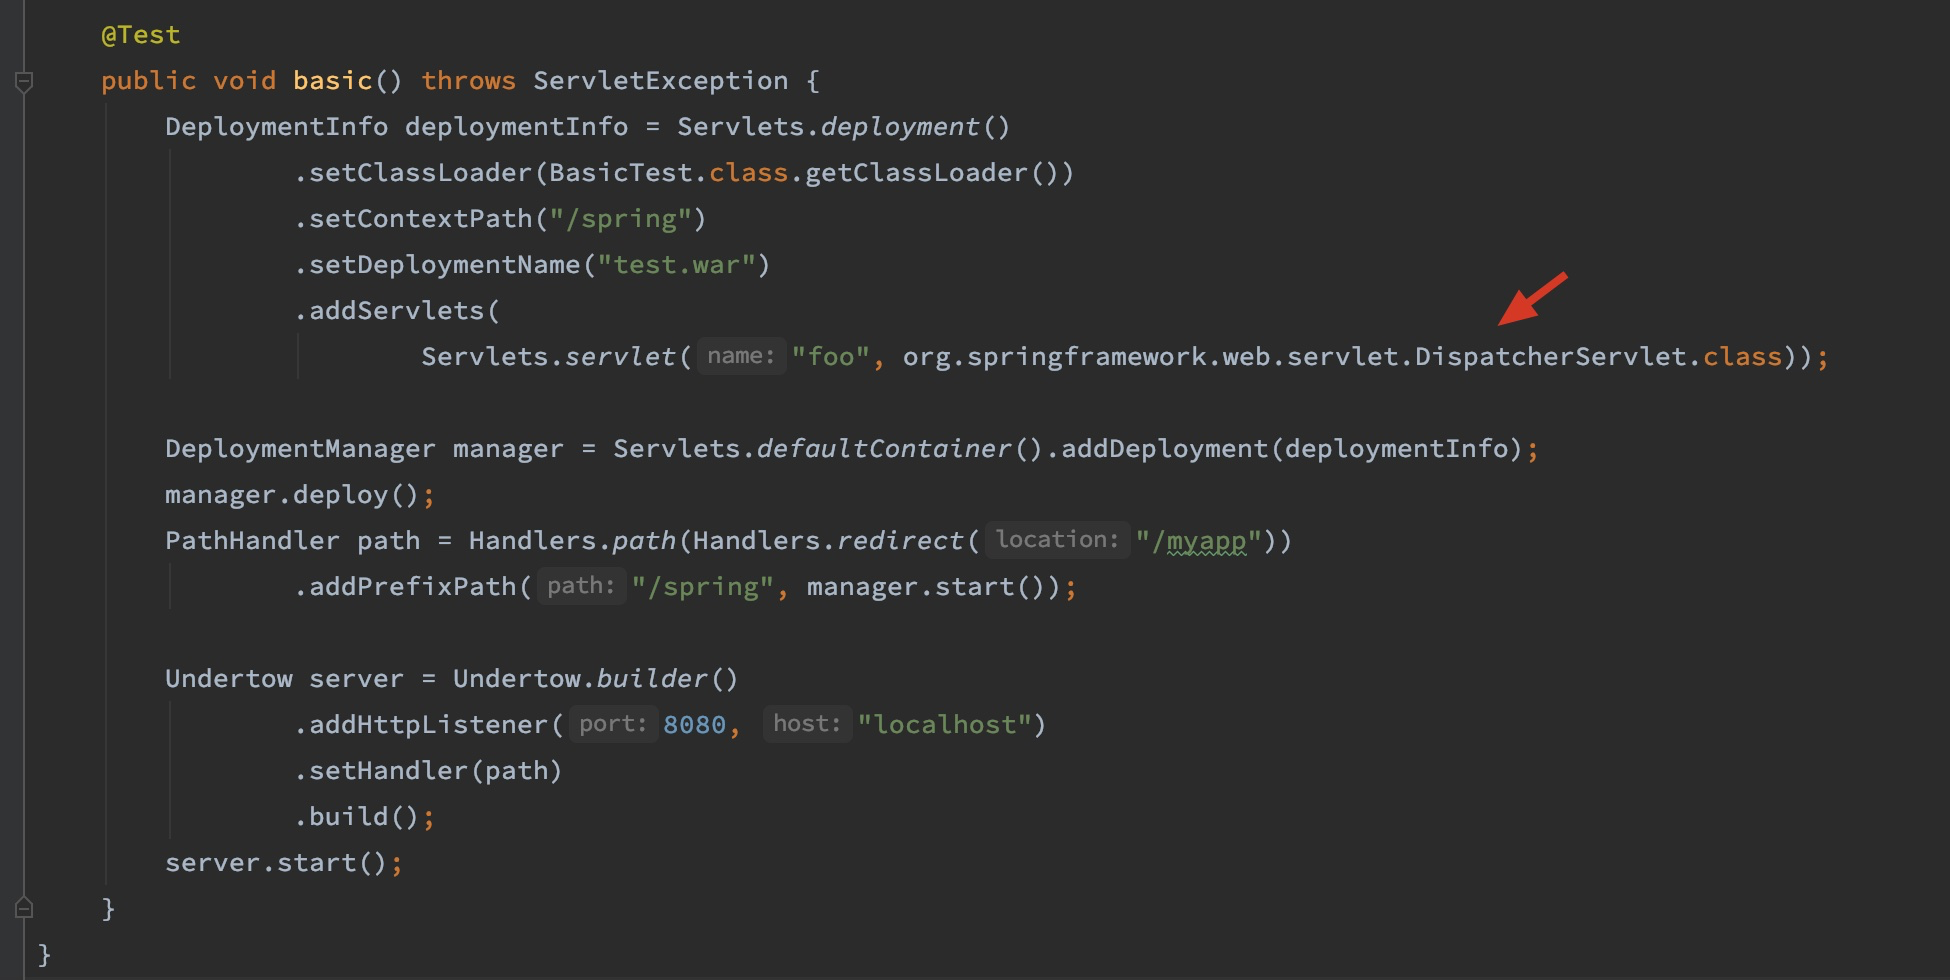 @Test
public void basic() throws ServletException {
DeploymentInfo deploymentInfo = Servlets.deployment()
.setClassLoader(BasicTest.class.getClassLoader())
.setContextPath("/spring")
.setDeploymentName("test.war")
.addServlets(
Servlets.servlet( name: "foo", org.springframework.web.servlet.DispatcherServlet.class));
DeploymentManager manager = Servlets.defaultContainer().addDeployment(deploymentInfo);
manager.deploy();
PathHandler path = Handlers.path(Handlers.redirect( location: "/myapp"))
.addPrefixPath( path: "/spring", manager.start());
Undertow server = Undertow.builder()
.addHttpListener( port: 8080, host: "localhost")
.setHandler(path)
.build();
server.start();
}
}